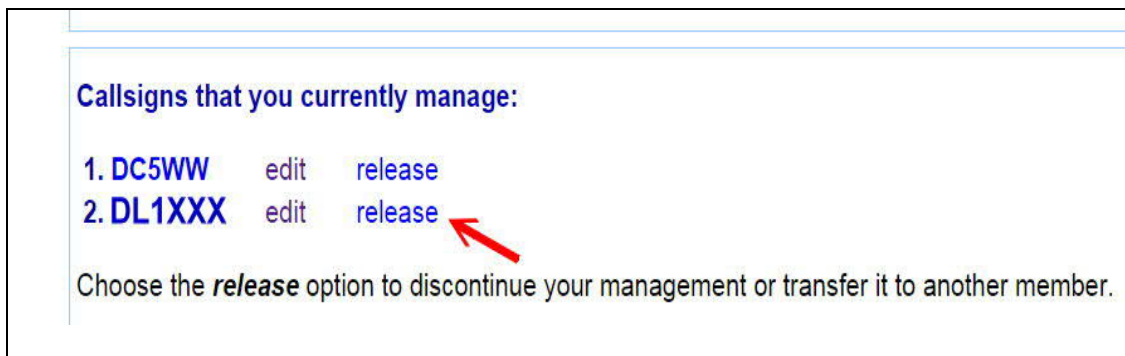 Callsigns that you currently manage:
1. DC5WW edit release
2. DL1XXX edit release
Choose the release option to discontinue your management or transfer it to another member.